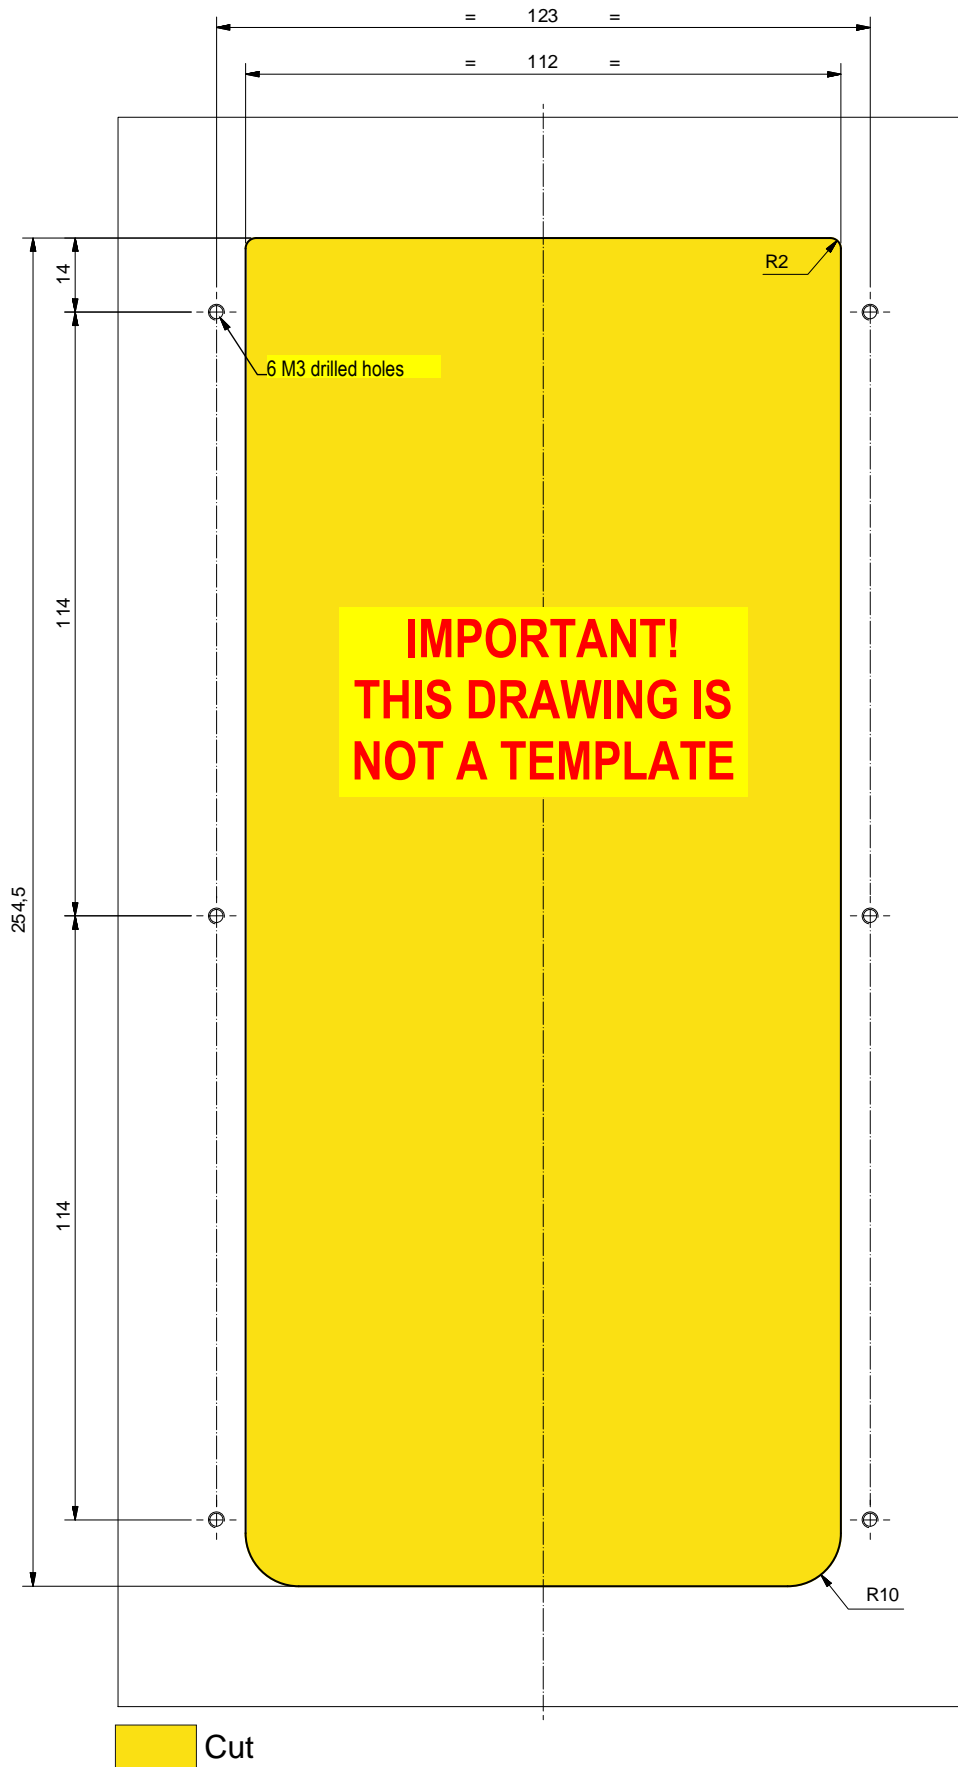 = 123 =
= 112 =
14
R2
6 M3 drilled holes
114
IMPORTANT!
THIS DRAWING IS
NOT A TEMPLATE
254,5
114
R10
Cut